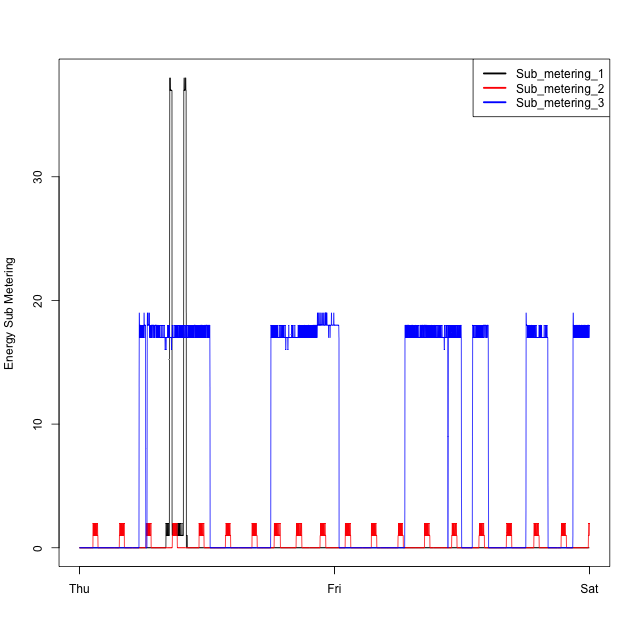 Sub_metering_1
Sub_metering_2
Sub_metering_3
Energy Sub Metering
30
20
10
0
Thu
Fri
Sat